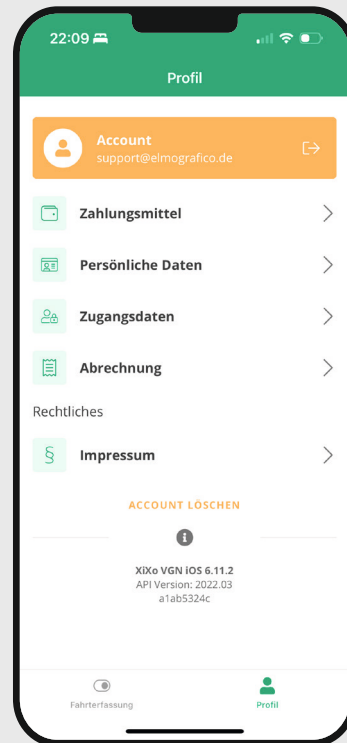 22:09
Profil
Account
support@elmografico.de
Zahlungsmittel
Persönliche Daten
Zugangsdaten
Abrechnung
Rechtliches
§ Impressum
ACCOUNT LÖSCHEN
XiXo VGN iOS 6.11.2
API Version: 2022.03
a1ab5324c
Fahrterfassung
Profil